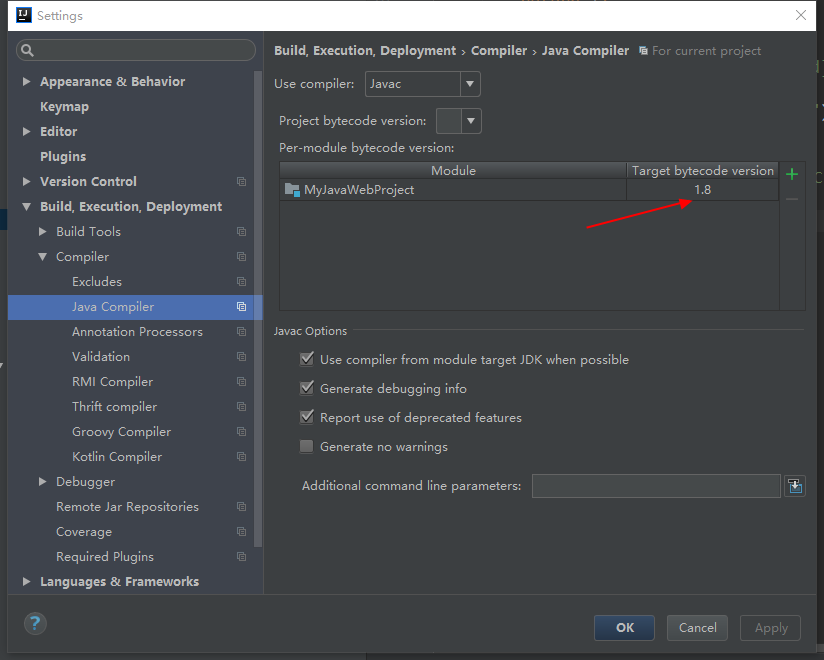 Settings
Build, Execution, Deployment › Compiler › Java Compiler For current project
Appearance & Behavior
Keymap
Editor
Plugins
Version Control
Build, Execution, Deployment
Build Tools
Compiler
Excludes
Java Compiler
Annotation Processors
Validation
RMI Compiler
Thrift compiler
Groovy Compiler
Kotlin Compiler
Debugger
Remote Jar Repositories
Coverage
Required Plugins
Languages & Frameworks
Use compiler: Javac
Project bytecode version:
Per-module bytecode version:
Module Target bytecode version
MyJavaWebProject 1.8
Javac Options
Use compiler from module target JDK when possible
Generate debugging info
Report use of deprecated features
Generate no warnings
Additional command line parameters:
? OK Cancel Apply